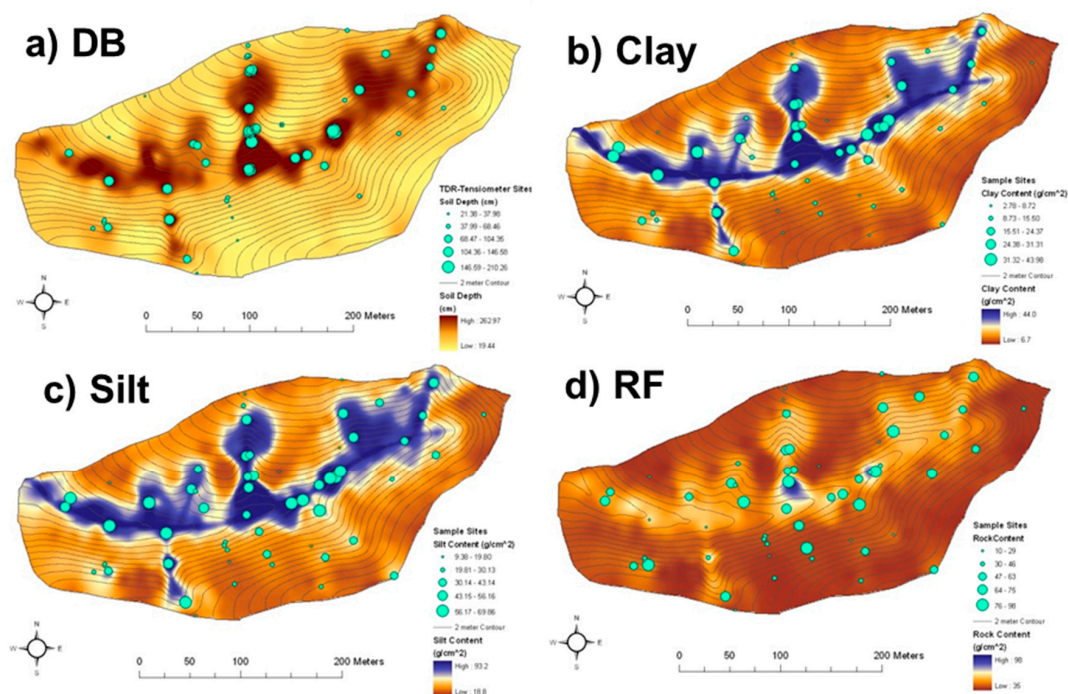 a) DB
TDR-Tensiometer Sites
Soil Depth (cm)
21.38 - 37.98
37.99 - 68.46
68.47 - 104.35
104.36 - 146.58
146.59 - 210.26
2 meter Contour
Soil Depth
(cm)
High : 262.97
Low : 19.44
N
W
E
S
0
50
100
200 Meters
b) Clay
Sample Sites
Clay Content (g/cm^2)
2.78 - 8.72
8.73 - 15.50
15.51 - 24.37
24.38 - 31.31
31.32 - 43.98
2 meter Contour
Clay Content
(g/cm^2)
High : 44.0
Low : 6.7
N
W
E
S
0
50
100
200 Meters
c) Silt
Sample Sites
Silt Content (g/cm^2)
9.38 - 19.80
19.81 - 30.13
30.14 - 43.14
43.15 - 56.16
56.17 - 69.86
2 meter Contour
Silt Content
(g/cm^2)
High : 93.2
Low : 18.8
N
W
E
S
0
50
100
200 Meters
d) RF
Sample Sites
RockContent
10 - 29
30 - 46
47 - 63
64 - 75
76 - 98
2 meter Contour
Rock Content
(g/cm^2)
High : 98
Low : 35
N
W
E
S
0
50
100
200 Meters